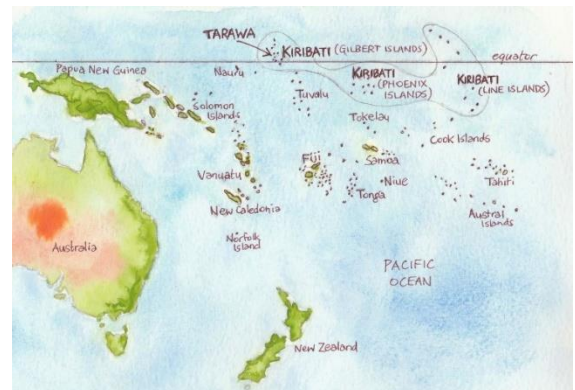 TARAWA
KIRIBATI (GILBERT ISLANDS)
equator
Papua New Guinea
Nauru
KIRIBATI
(PHOENIX
ISLANDS)
KIRIBATI
(LINE ISLANDS)
Solomon
Islands
Tuvalu
Tokelau
Cook Islands
Fiji
Samoa
Vanuatu
Niue
Tahiti
Tonga
New Caledonia
Austral
Islands
Norfolk
Island
Australia
PACIFIC
OCEAN
New Zealand